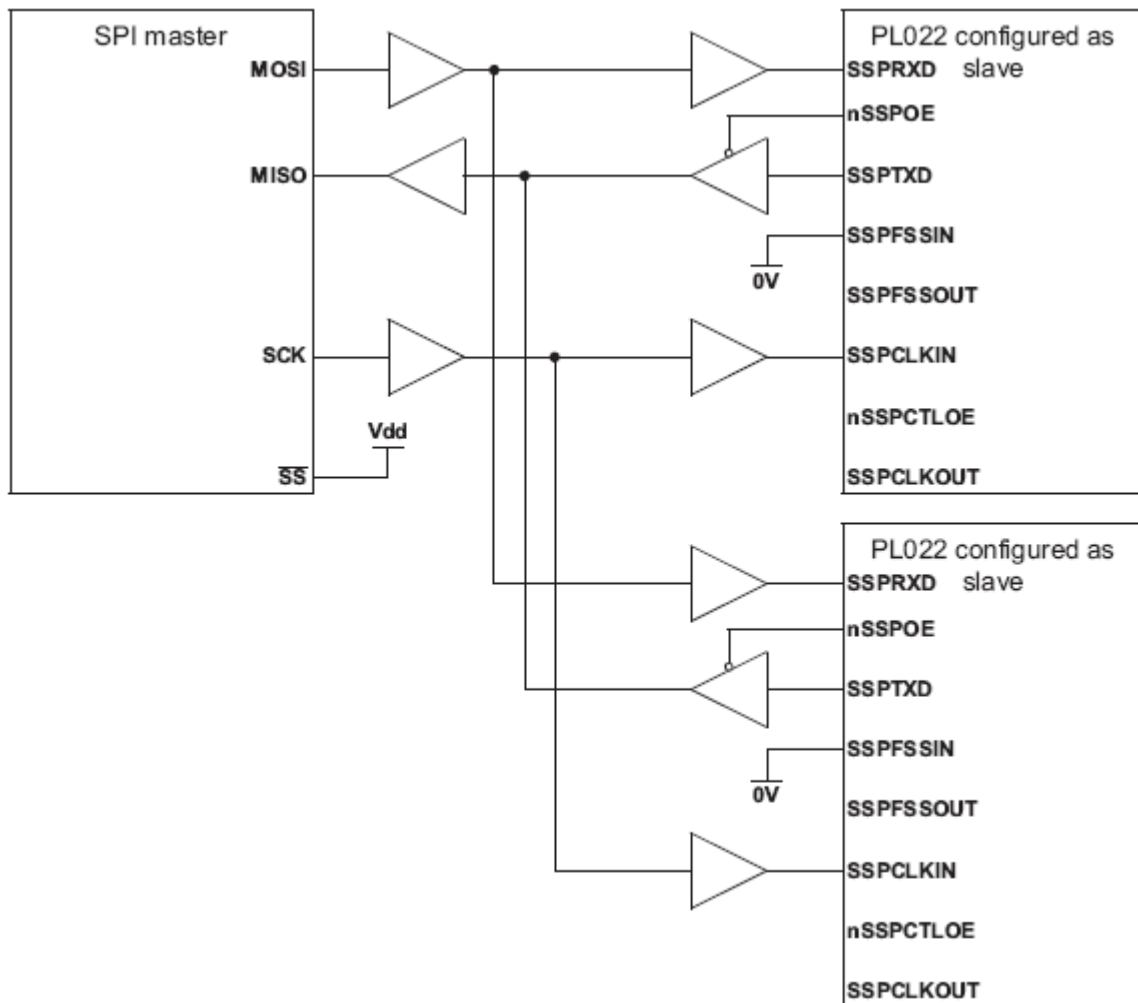 SPI master
MOSI
MISO
SCK
Vdd
SS
PL022 configured as
slave
SSPRXD
nSSPOE
SSPTXD
SSPFSSIN
0V
SSPFSSOUT
SSPCLKIN
nSSPCTLOE
SSPCLKOUT
PL022 configured as
slave
SSPRXD
nSSPOE
SSPTXD
SSPFSSIN
0V
SSPFSSOUT
SSPCLKIN
nSSPCTLOE
SSPCLKOUT